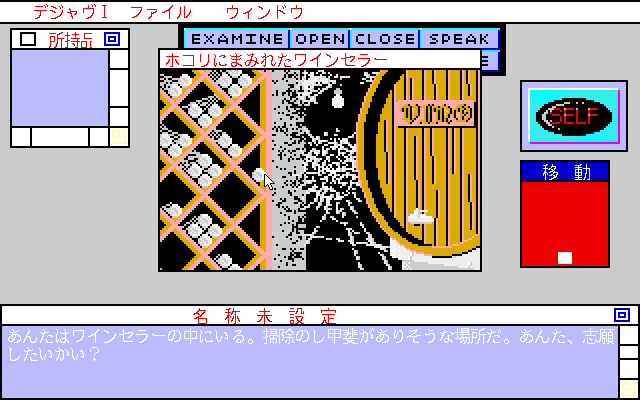 デジャヴI ファイル ウィンドウ
所持品
EXAMINE OPEN CLOSE SPEAK
E
ホコリにまみれたワインセラー
VINO
SELF
移動
名称未設定
あんたはワインセラーの中にいる。掃除のし甲斐がありそうな場所だ。あんた、志願
したいかい？